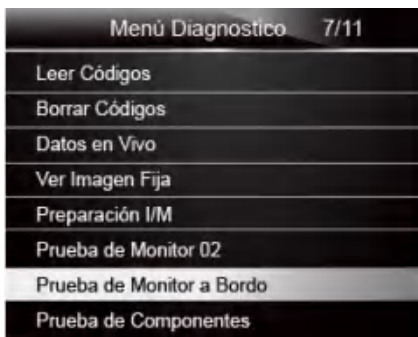 Menú Diagnostico 7/11
Leer Códigos
Borrar Códigos
Datos en Vivo
Ver Imagen Fija
Preparación I/M
Prueba de Monitor 02
Prueba de Monitor a Bordo
Prueba de Componentes